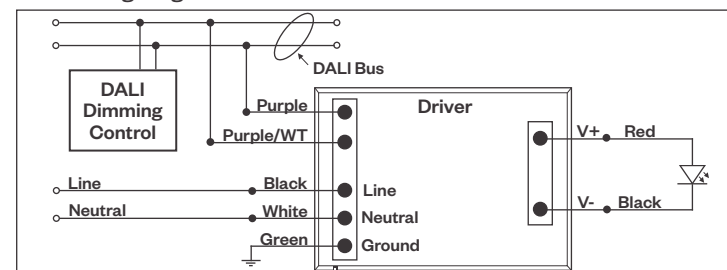 DALI Bus
DALI
Dimming
Control
Purple
Driver
Purple/WT
V+ Red
Line Black Line
Neutral White Neutral
V- Black
Green Ground